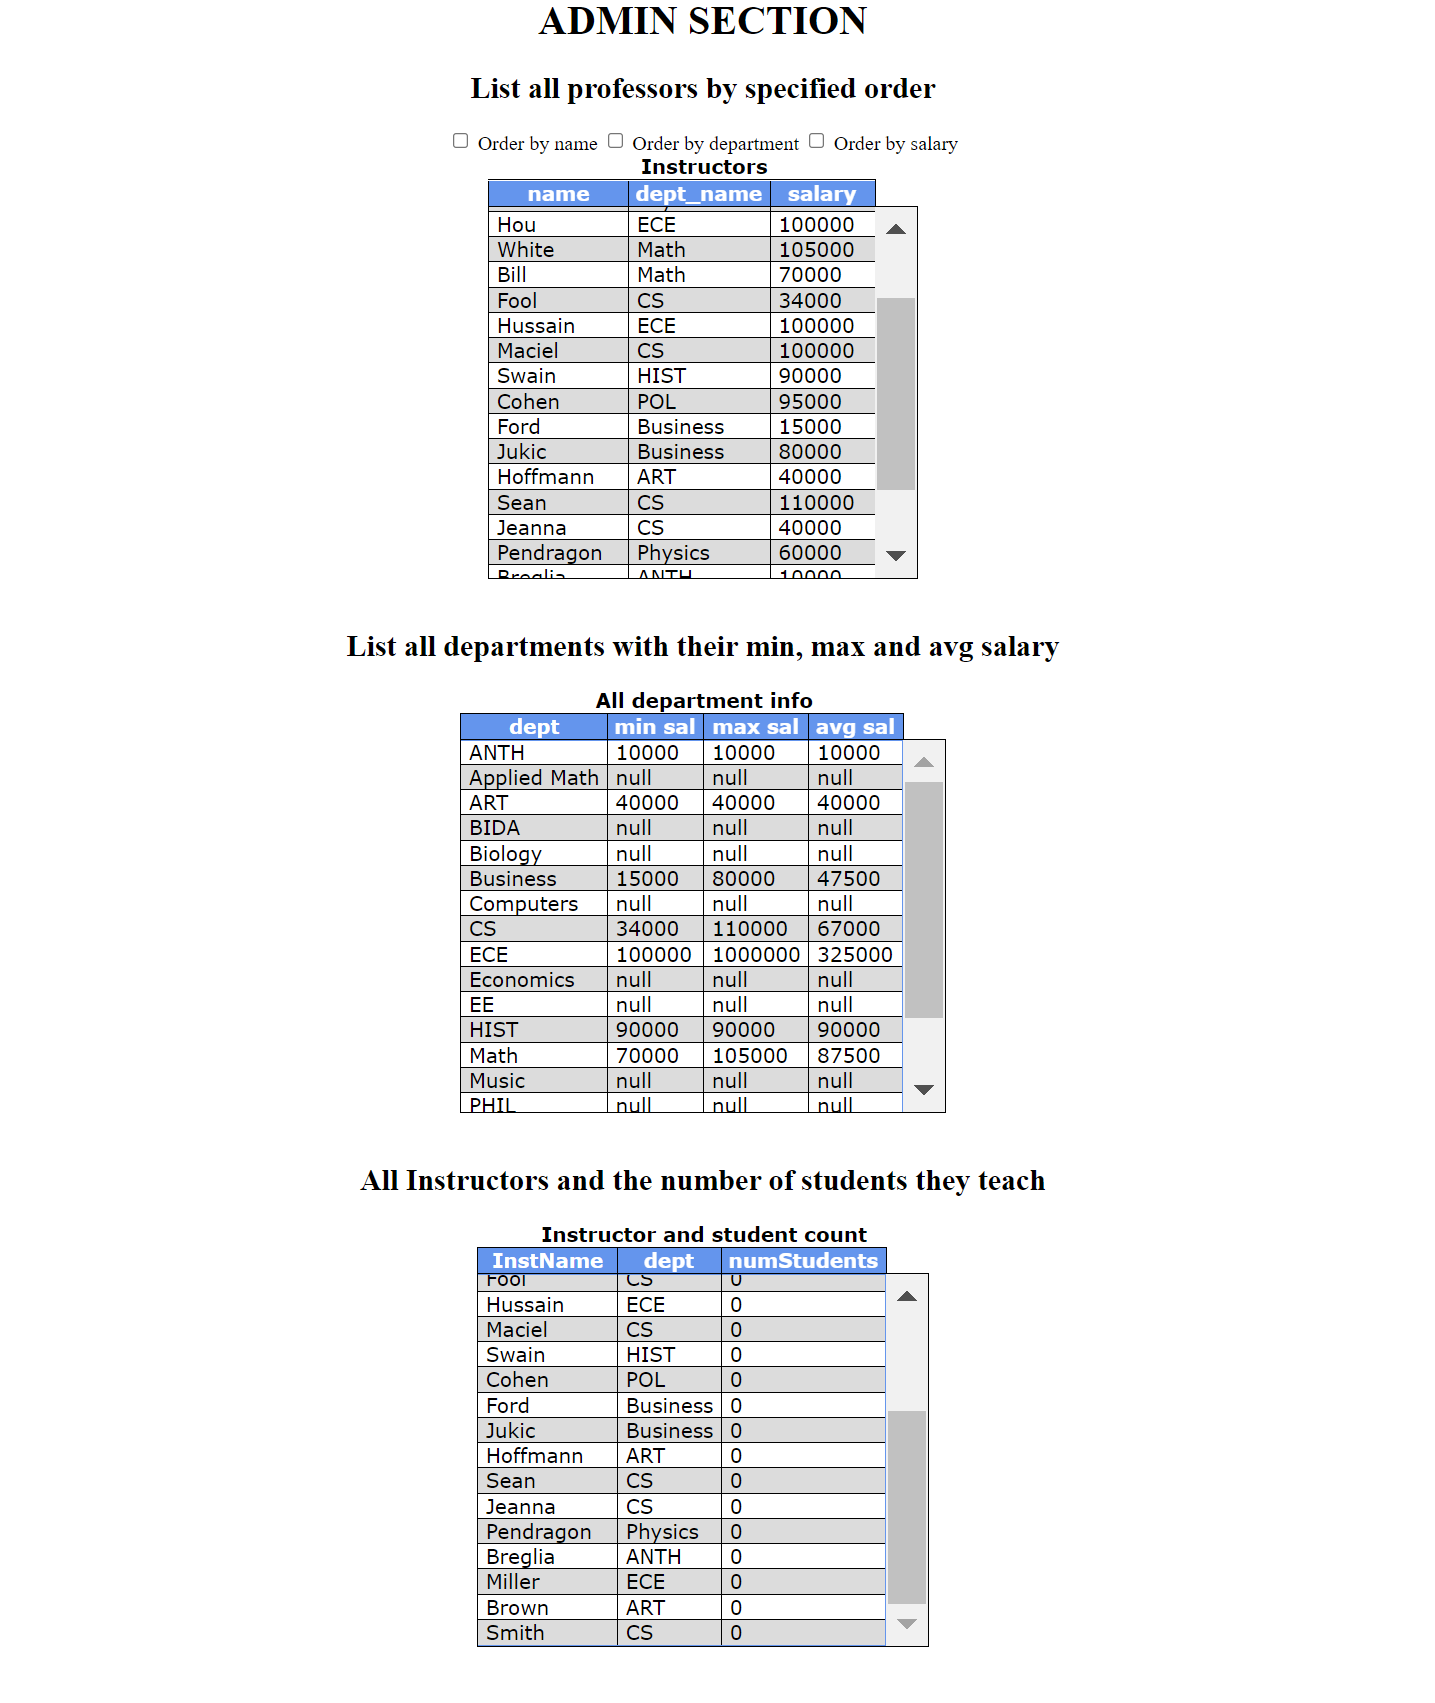 ADMIN SECTION
List all professors by specified order
Order by name Order by department Order by salary
Instructors
name dept_name salary
Hou ECE 100000
White Math 105000
Bill Math 70000
Fool CS 34000
Hussain ECE 100000
Maciel CS 100000
Swain HIST 90000
Cohen POL 95000
Ford Business 15000
Jukic Business 80000
Hoffmann ART 40000
Sean CS 110000
Jeanna CS 40000
Pendragon Physics 60000
Breglia ANTH 10000
List all departments with their min, max and avg salary
All department info
dept min sal max sal avg sal
ANTH 10000 10000 10000
Applied Math null null null
ART 40000 40000 40000
BIDA null null null
Biology null null null
Business 15000 80000 47500
Computers null null null
CS 34000 110000 67000
ECE 100000 1000000 325000
Economics null null null
EE null null null
HIST 90000 90000 90000
Math 70000 105000 87500
Music null null null
PHIL null null null
All Instructors and the number of students they teach
Instructor and student count
InstName dept numStudents
Fool CS 0
Hussain ECE 0
Maciel CS 0
Swain HIST 0
Cohen POL 0
Ford Business 0
Jukic Business 0
Hoffmann ART 0
Sean CS 0
Jeanna CS 0
Pendragon Physics 0
Breglia ANTH 0
Miller ECE 0
Brown ART 0
Smith CS 0